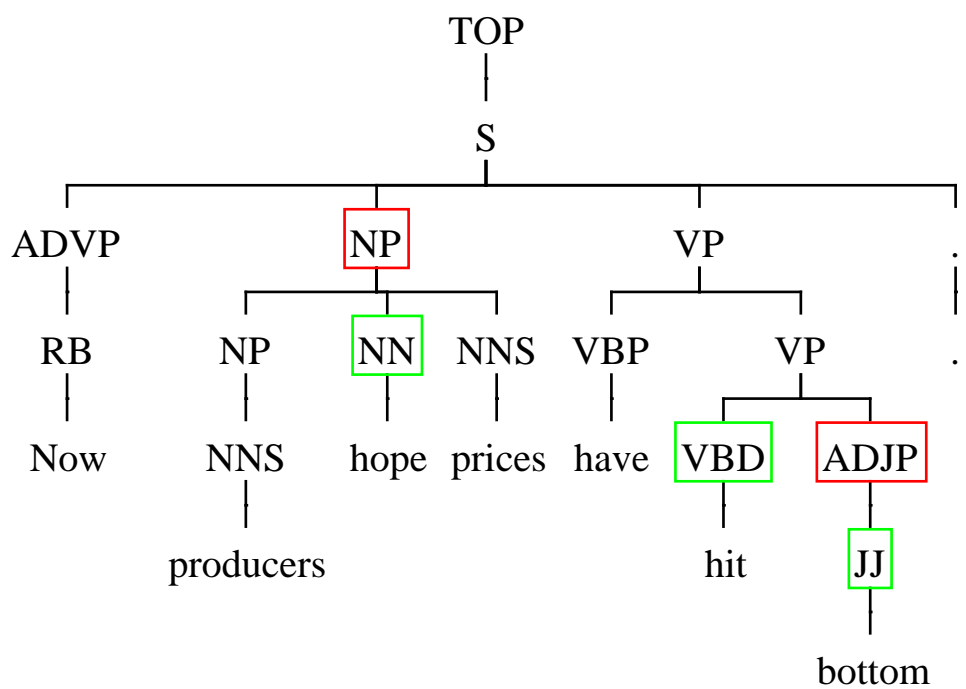 TOP
S
ADVP NP VP .
RB NP NN NNS VBP VP .
Now NNS hope prices have VBD ADJP
producers hit JJ
bottom